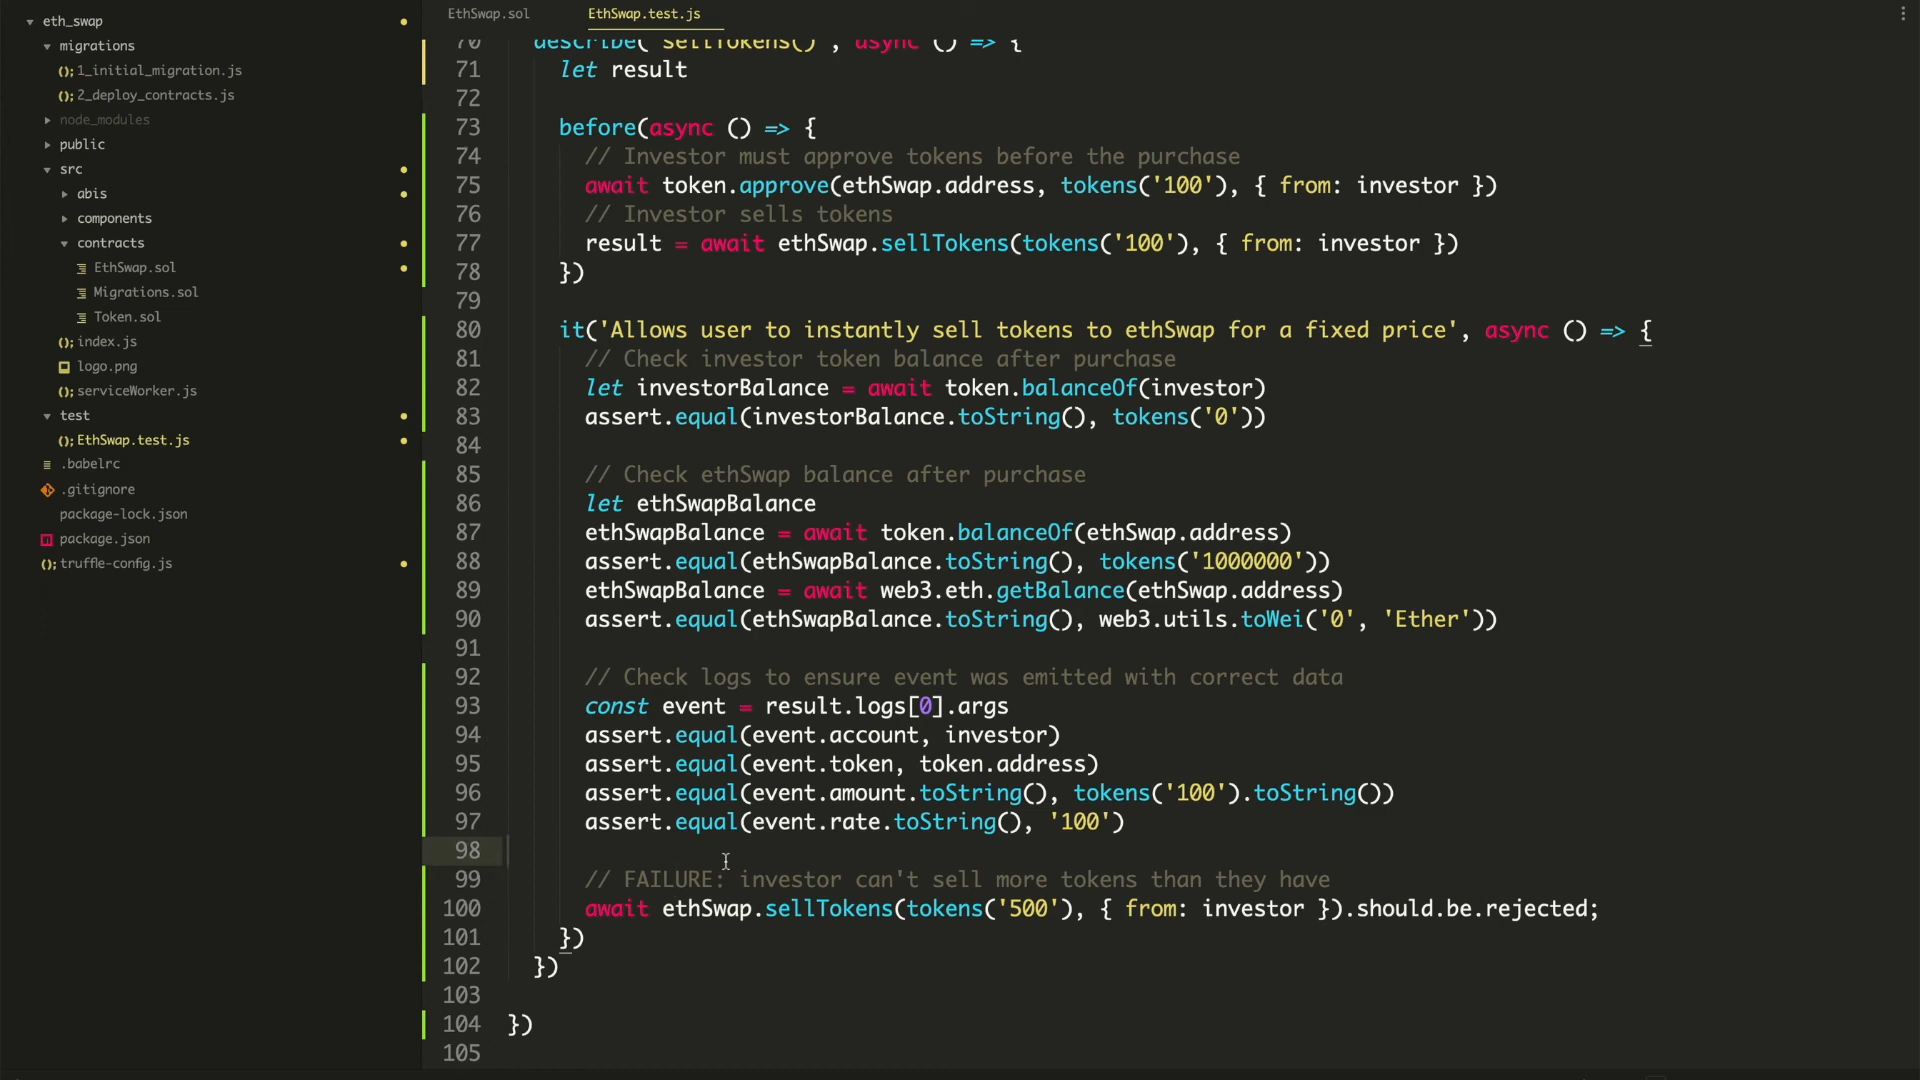 eth_swap
migrations
1_initial_migration.js
2_deploy_contracts.js
node_modules
public
src
abis
components
contracts
EthSwap.sol
Migrations.sol
Token.sol
index.js
logo.png
serviceWorker.js
test
EthSwap.test.js
.babelrc
.gitignore
package-lock.json
package.json
truffle-config.js
EthSwap.sol EthSwap.test.js
70 describe('sellTokens()', async () => {
71 let result
72
73 before(async () => {
74 // Investor must approve tokens before the purchase
75 await token.approve(ethSwap.address, tokens('100'), { from: investor })
76 // Investor sells tokens
77 result = await ethSwap.sellTokens(tokens('100'), { from: investor })
78 })
79
80 it('Allows user to instantly sell tokens to ethSwap for a fixed price', async () => {
81 // Check investor token balance after purchase
82 let investorBalance = await token.balanceOf(investor)
83 assert.equal(investorBalance.toString(), tokens('0'))
84
85 // Check ethSwap balance after purchase
86 let ethSwapBalance
87 ethSwapBalance = await token.balanceOf(ethSwap.address)
88 assert.equal(ethSwapBalance.toString(), tokens('1000000'))
89 ethSwapBalance = await web3.eth.getBalance(ethSwap.address)
90 assert.equal(ethSwapBalance.toString(), web3.utils.toWei('0', 'Ether'))
91
92 // Check logs to ensure event was emitted with correct data
93 const event = result.logs[0].args
94 assert.equal(event.account, investor)
95 assert.equal(event.token, token.address)
96 assert.equal(event.amount.toString(), tokens('100').toString())
97 assert.equal(event.rate.toString(), '100')
98
99 // FAILURE: investor can't sell more tokens than they have
100 await ethSwap.sellTokens(tokens('500'), { from: investor }).should.be.rejected;
101 })
102 })
103
104 })
105